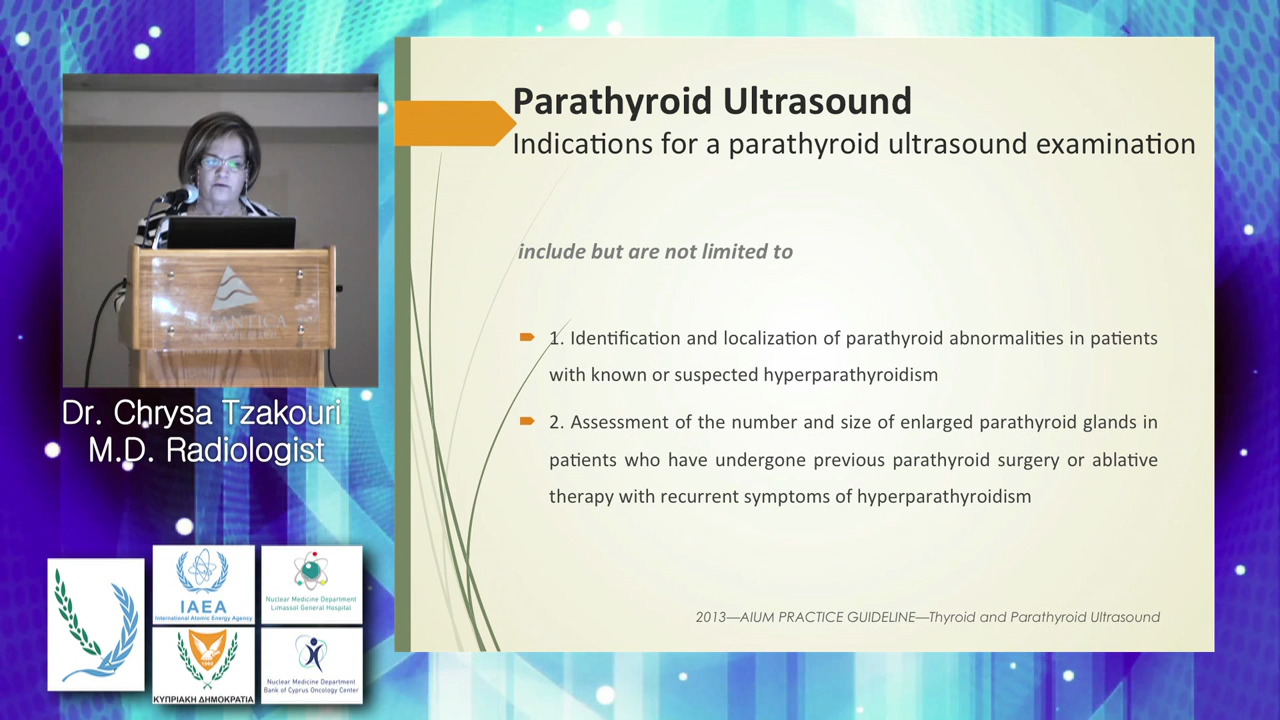 Parathyroid Ultrasound
Indications for a parathyroid ultrasound examination
include but are not limited to
1. Identification and localization of parathyroid abnormalities in patients
with known or suspected hyperparathyroidism
2. Assessment of the number and size of enlarged parathyroid glands in
patients who have undergone previous parathyroid surgery or ablative
therapy with recurrent symptoms of hyperparathyroidism
2013—AIUM PRACTICE GUIDELINE—Thyroid and Parathyroid Ultrasound
Dr. Chrysa Tzakouri
M.D. Radiologist
IAEA
International Atomic Energy Agency
Nuclear Medicine Department
Limassol General Hospital
1960
ΚΥΠΡΙΑΚΗ ΔΗΜΟΚΡΑΤΙΑ
Nuclear Medicine Department
Bank of Cyprus Oncology Center